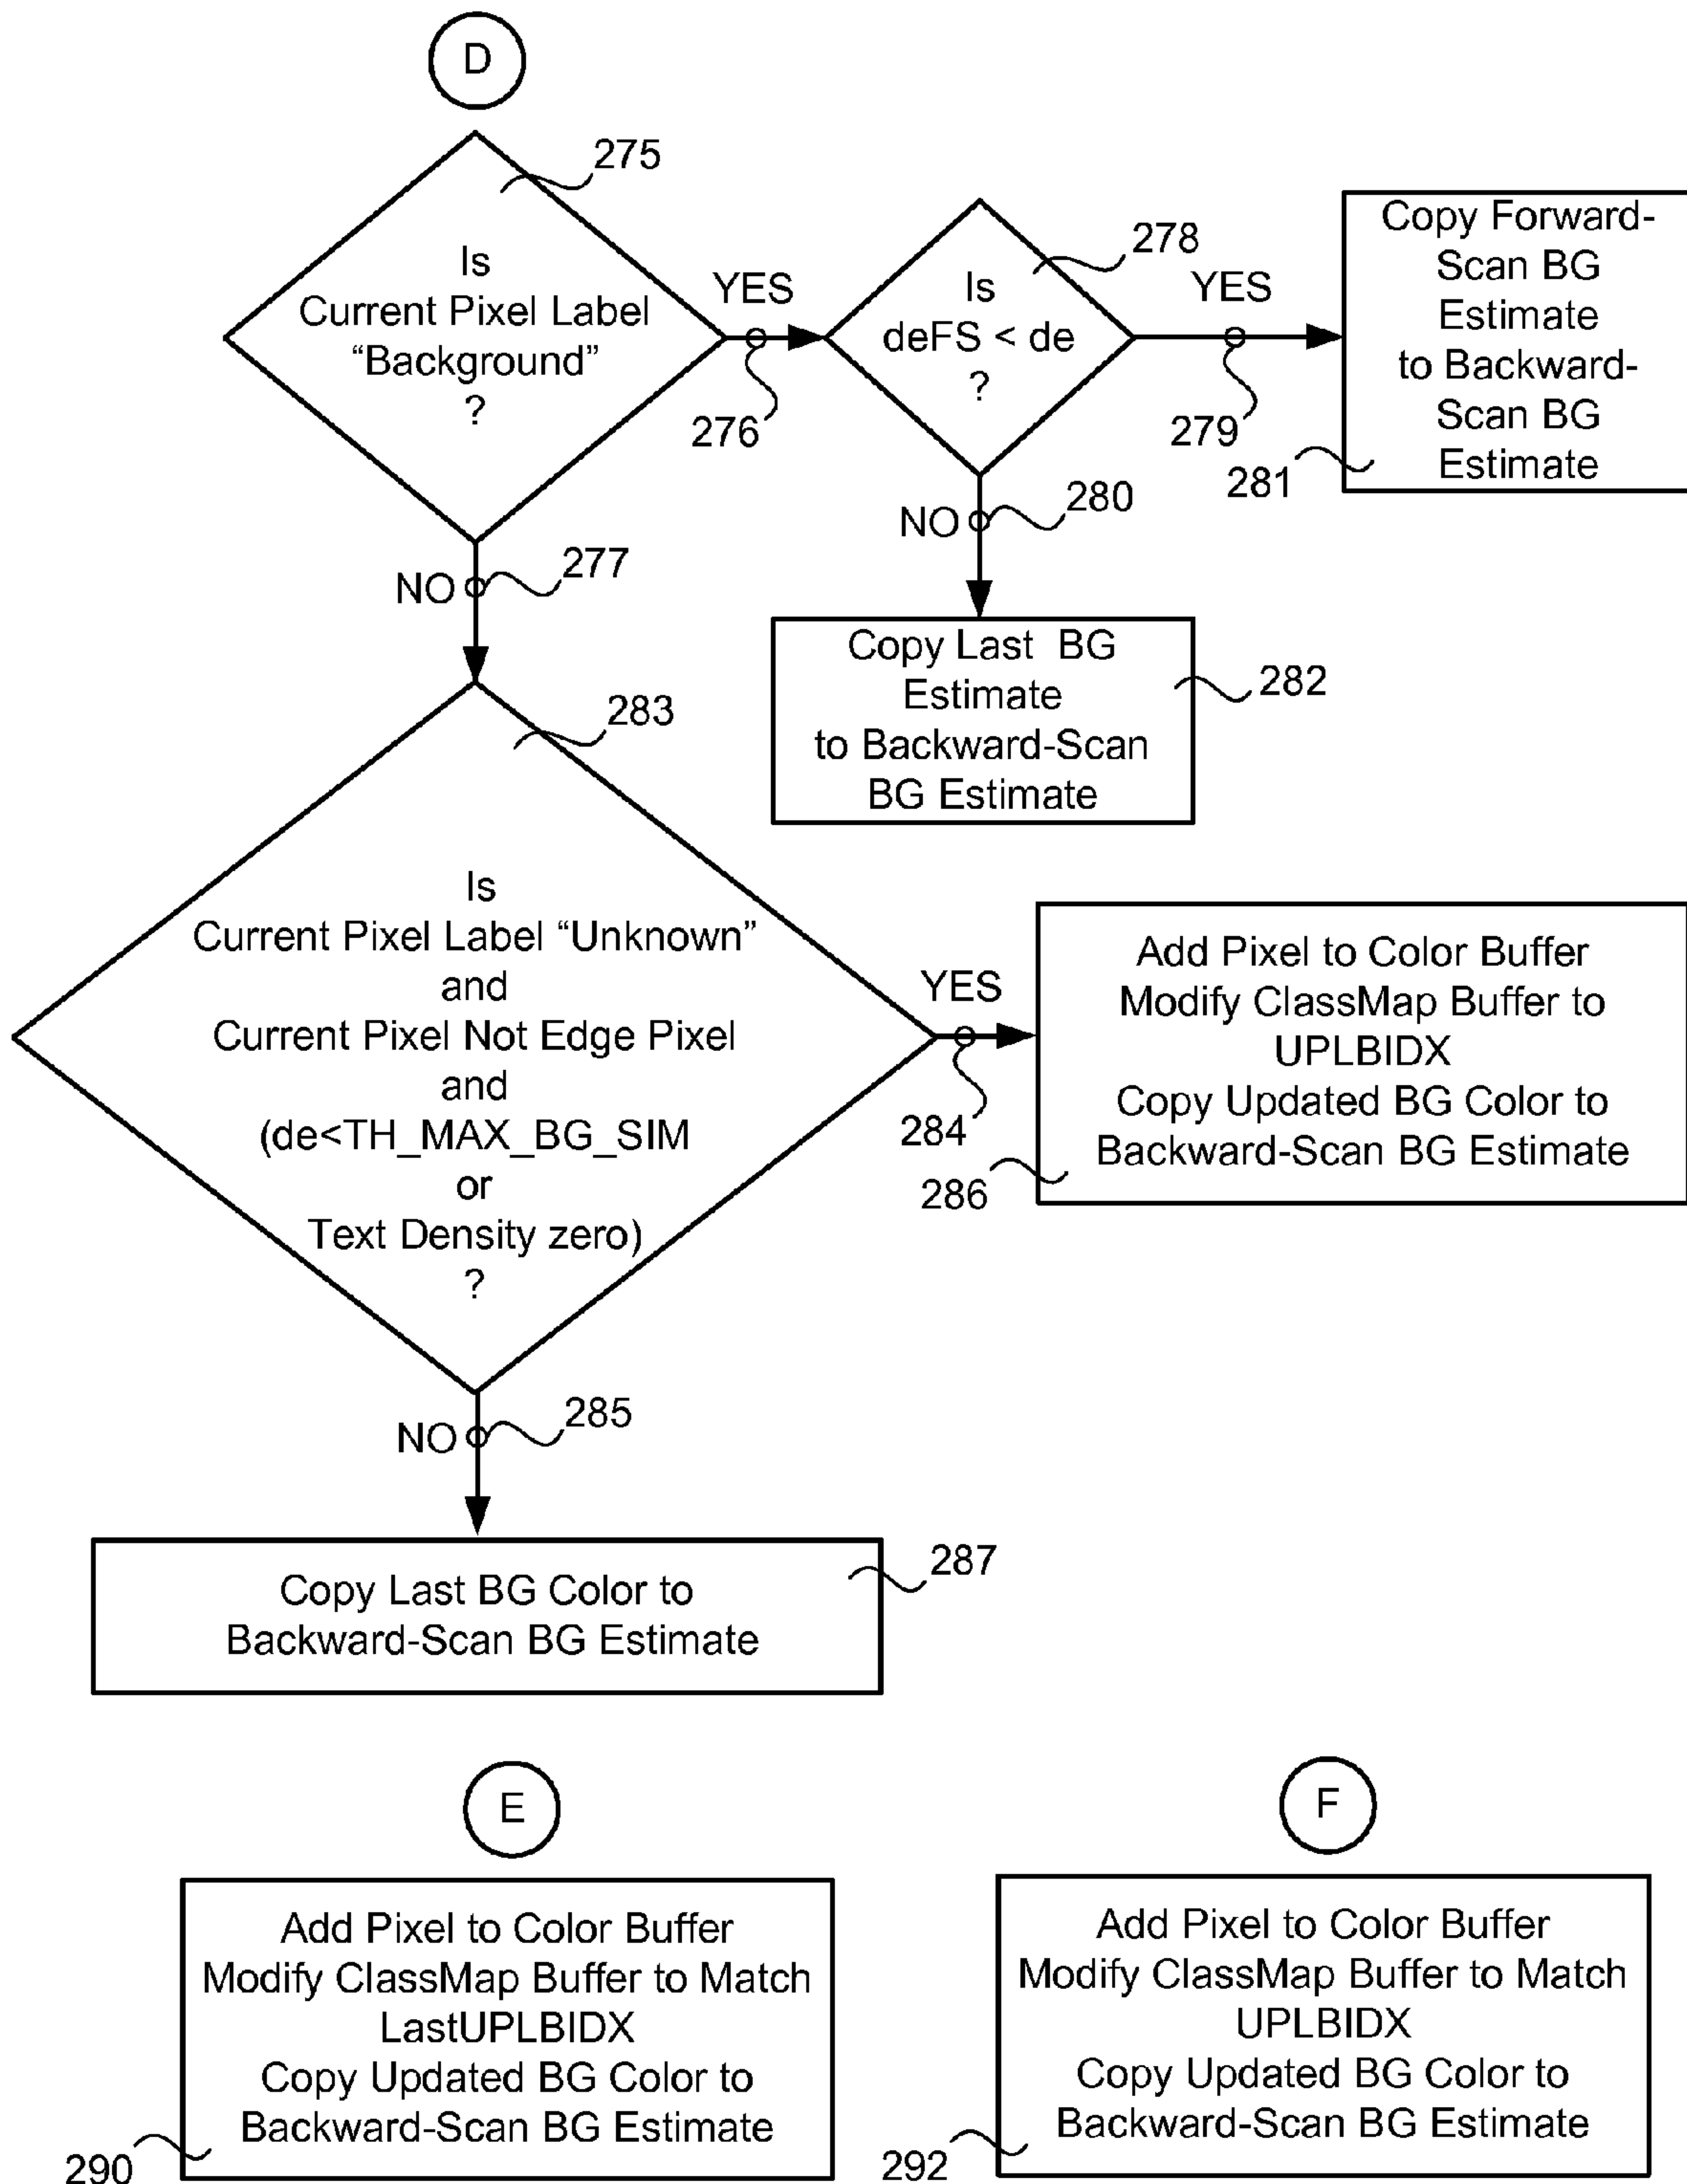 D
275
Is
Current Pixel Label
“Background”
?
YES
276
NO
277
278
Is
deFS < de
?
YES
279
NO
280
Copy Forward-
Scan BG
Estimate
to Backward-
Scan BG
Estimate
281
Copy Last BG
Estimate
to Backward-Scan
BG Estimate
282
283
Is
Current Pixel Label “Unknown”
and
Current Pixel Not Edge Pixel
and
(de<TH_MAX_BG_SIM
or
Text Density zero)
?
YES
284
Add Pixel to Color Buffer
Modify ClassMap Buffer to
UPLBIDX
Copy Updated BG Color to
Backward-Scan BG Estimate
286
NO
285
Copy Last BG Color to
Backward-Scan BG Estimate
287
E
Add Pixel to Color Buffer
Modify ClassMap Buffer to Match
LastUPLBIDX
Copy Updated BG Color to
Backward-Scan BG Estimate
290
F
Add Pixel to Color Buffer
Modify ClassMap Buffer to Match
UPLBIDX
Copy Updated BG Color to
Backward-Scan BG Estimate
292